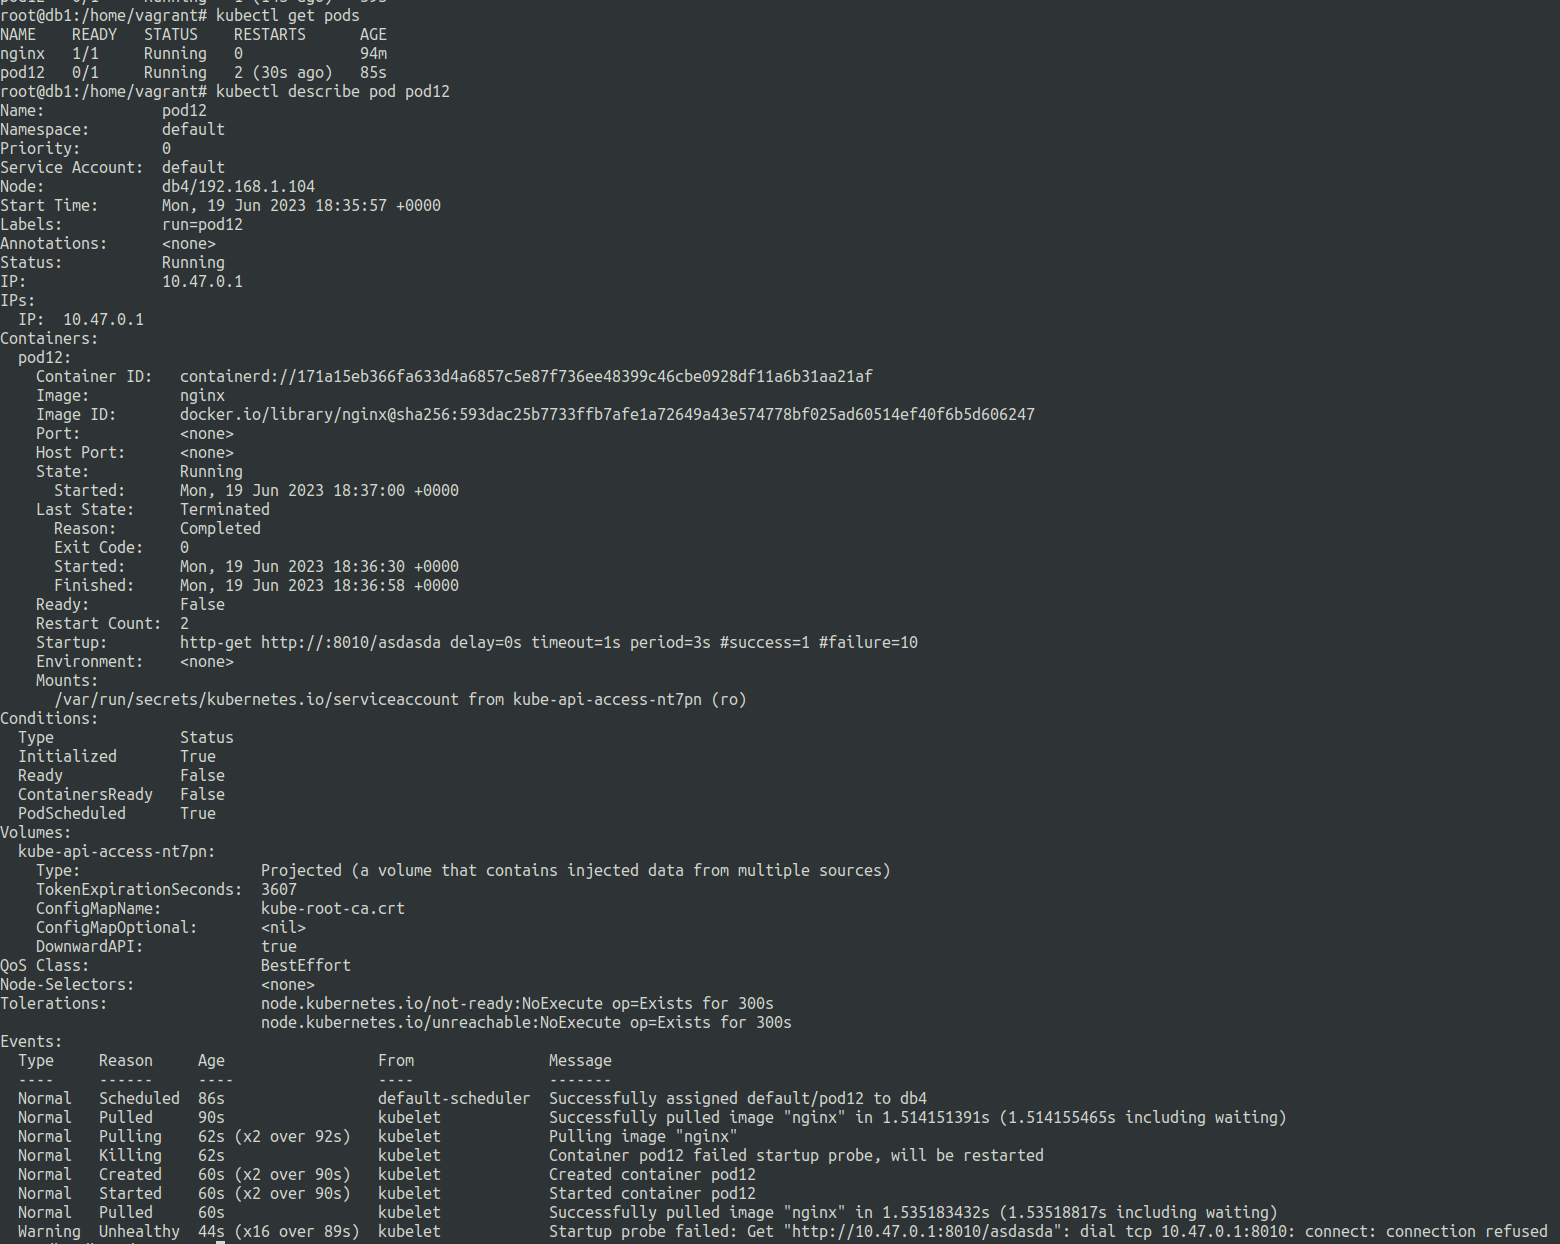 root@db1:/home/vagrant# kubectl get pods
NAME    READY   STATUS    RESTARTS      AGE
nginx   1/1     Running   0             94m
pod12   0/1     Running   2 (30s ago)   85s
root@db1:/home/vagrant# kubectl describe pod pod12
Name:             pod12
Namespace:        default
Priority:         0
Service Account:  default
Node:             db4/192.168.1.104
Start Time:       Mon, 19 Jun 2023 18:35:57 +0000
Labels:           run=pod12
Annotations:      <none>
Status:           Running
IP:               10.47.0.1
IPs:
  IP:  10.47.0.1
Containers:
  pod12:
    Container ID:   containerd://171a15eb366fa633d4a6857c5e87f736ee48399c46cbe0928df11a6b31aa21af
    Image:          nginx
    Image ID:       docker.io/library/nginx@sha256:593dac25b7733ffb7afe1a72649a43e574778bf025ad60514ef40f6b5d606247
    Port:           <none>
    Host Port:      <none>
    State:          Running
      Started:      Mon, 19 Jun 2023 18:37:00 +0000
    Last State:     Terminated
      Reason:       Completed
      Exit Code:    0
      Started:      Mon, 19 Jun 2023 18:36:30 +0000
      Finished:     Mon, 19 Jun 2023 18:36:58 +0000
    Ready:          False
    Restart Count:  2
    Startup:        http-get http://:8010/asdasda delay=0s timeout=1s period=3s #success=1 #failure=10
    Environment:    <none>
    Mounts:
      /var/run/secrets/kubernetes.io/serviceaccount from kube-api-access-nt7pn (ro)
Conditions:
  Type              Status
  Initialized       True
  Ready             False
  ContainersReady   False
  PodScheduled      True
Volumes:
  kube-api-access-nt7pn:
    Type:                    Projected (a volume that contains injected data from multiple sources)
    TokenExpirationSeconds:  3607
    ConfigMapName:           kube-root-ca.crt
    ConfigMapOptional:       <nil>
    DownwardAPI:             true
QoS Class:                   BestEffort
Node-Selectors:              <none>
Tolerations:                 node.kubernetes.io/not-ready:NoExecute op=Exists for 300s
                             node.kubernetes.io/unreachable:NoExecute op=Exists for 300s
Events:
  Type     Reason     Age                 From               Message
  ----     ------     ----                ----               -------
  Normal   Scheduled  86s                 default-scheduler  Successfully assigned default/pod12 to db4
  Normal   Pulled     90s                 kubelet            Successfully pulled image "nginx" in 1.514151391s (1.514155465s including waiting)
  Normal   Pulling    62s (x2 over 92s)   kubelet            Pulling image "nginx"
  Normal   Killing    62s                 kubelet            Container pod12 failed startup probe, will be restarted
  Normal   Created    60s (x2 over 90s)   kubelet            Created container pod12
  Normal   Started    60s (x2 over 90s)   kubelet            Started container pod12
  Normal   Pulled     60s                 kubelet            Successfully pulled image "nginx" in 1.535183432s (1.53518817s including waiting)
  Warning  Unhealthy  44s (x16 over 89s)  kubelet            Startup probe failed: Get "http://10.47.0.1:8010/asdasda": dial tcp 10.47.0.1:8010: connect: connection refused